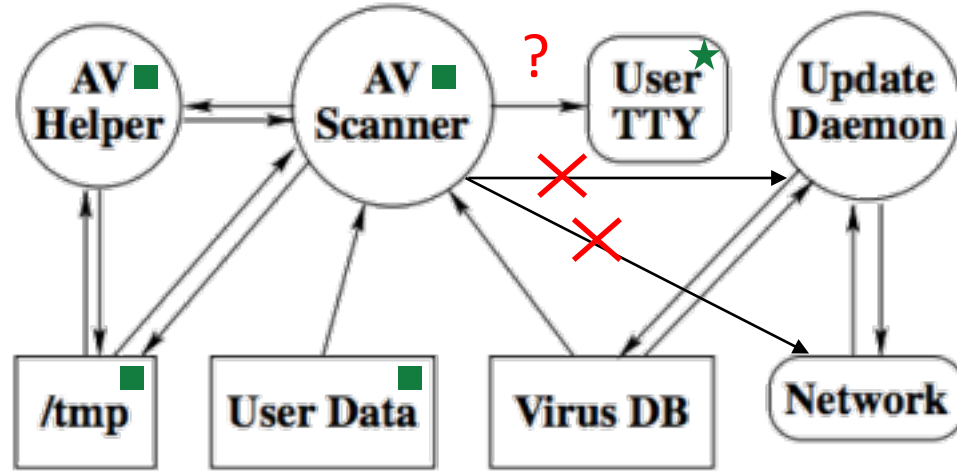 AV
Helper
AV
Scanner
?
User
TTY
Update
Daemon
/tmp
User Data
Virus DB
Network